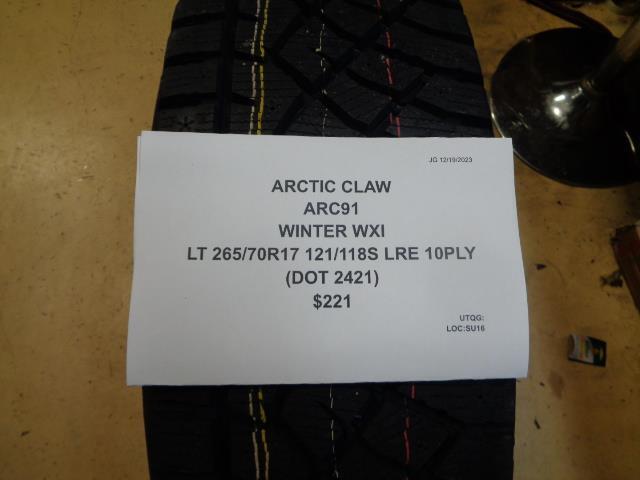 JG 12/19/2023
ARCTIC CLAW
ARC91
WINTER WXI
LT 265/70R17 121/118S LRE 10PLY
(DOT 2421)
$221
UTQG:
LOC:SU16